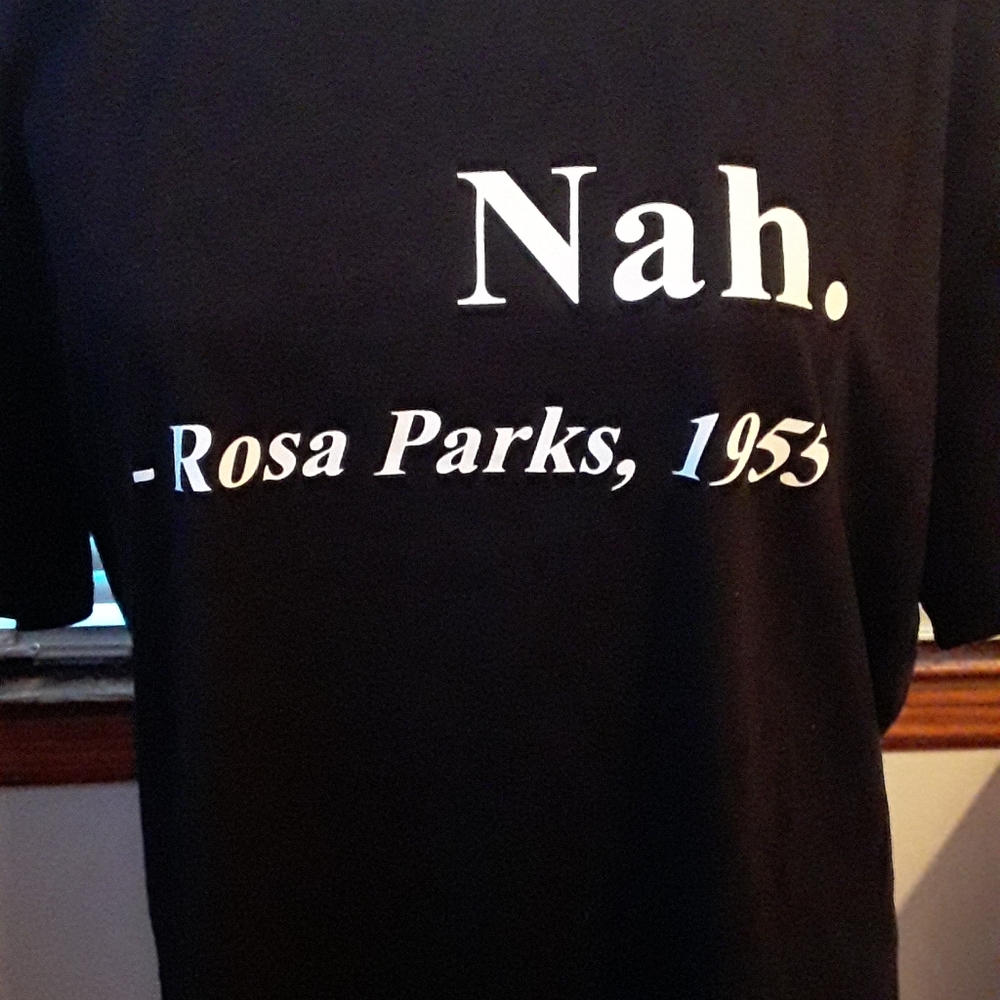 Nah.
- Rosa Parks, 1955